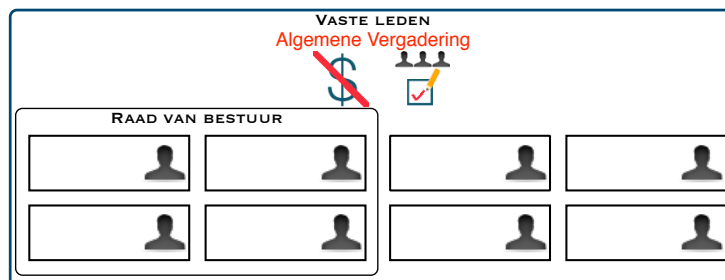 Vaste leden
Algemene Vergadering
$
Raad van bestuur